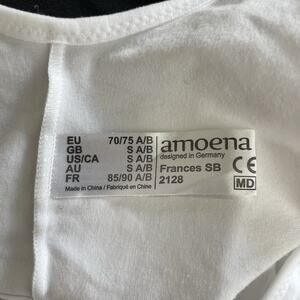 EU 70/75 A/B
GB S A/B
US/CA S A/B
AU S A/B
FR 85/90 A/B
Made in China / Fabriqué en Chine
amoena
designed in Germany
Frances SB CE
2128 MD